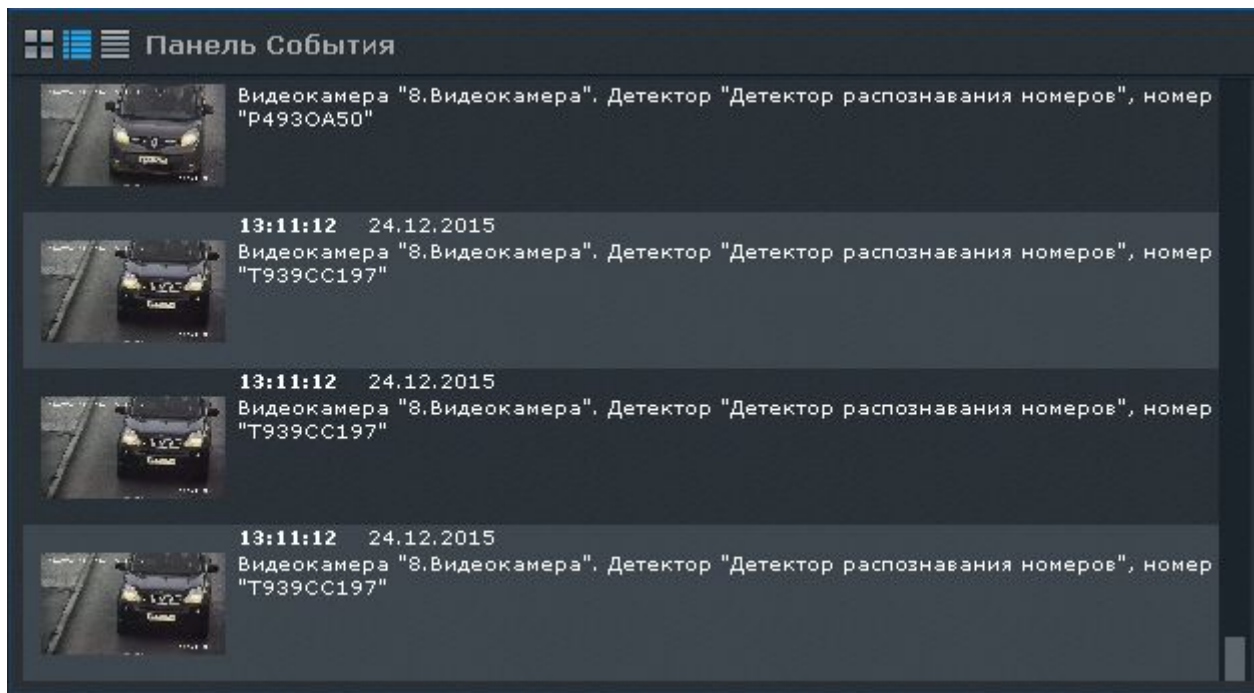 Панель События
Видеокамера "8.Видеокамера". Детектор "Детектор распознавания номеров", номер
"Р493ОА50"
13:11:12 24.12.2015
Видеокамера "8.Видеокамера". Детектор "Детектор распознавания номеров", номер
"Т939СС197"
13:11:12 24.12.2015
Видеокамера "8.Видеокамера". Детектор "Детектор распознавания номеров", номер
"Т939СС197"
13:11:12 24.12.2015
Видеокамера "8.Видеокамера". Детектор "Детектор распознавания номеров", номер
"Т939СС197"